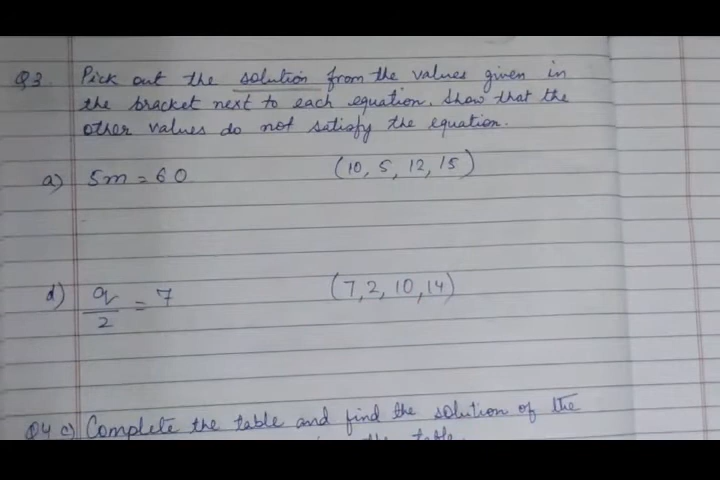 Q3. Pick out the solution from the values given in
the bracket next to each equation. Show that the
other values do not satisfy the equation.
a) 5m = 60 (10, 5, 12, 15)
d) q/2 = 7 (7, 2, 10, 14)
Q4 c) Complete the table and find the solution of the
the table